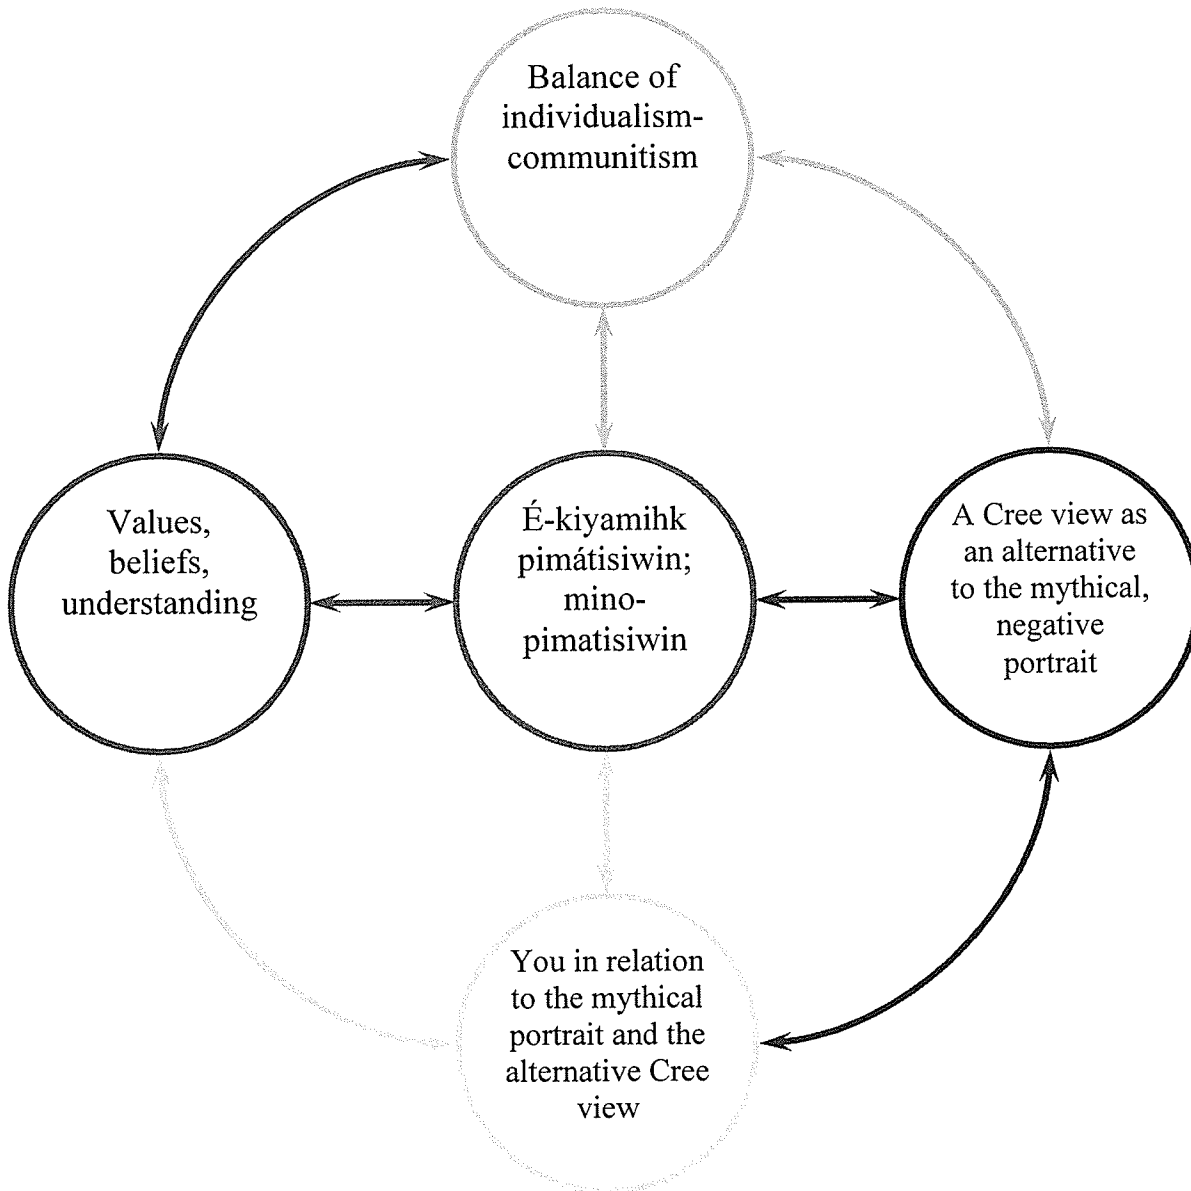 Balance of
individualism-
communitism
Values,
beliefs,
understanding
É-kiyamihk
pimátisiwin;
mino-
pimatisiwin
A Cree view as
an alternative
to the mythical,
negative
portrait
You in relation
to the mythical
portrait and the
alternative Cree
view